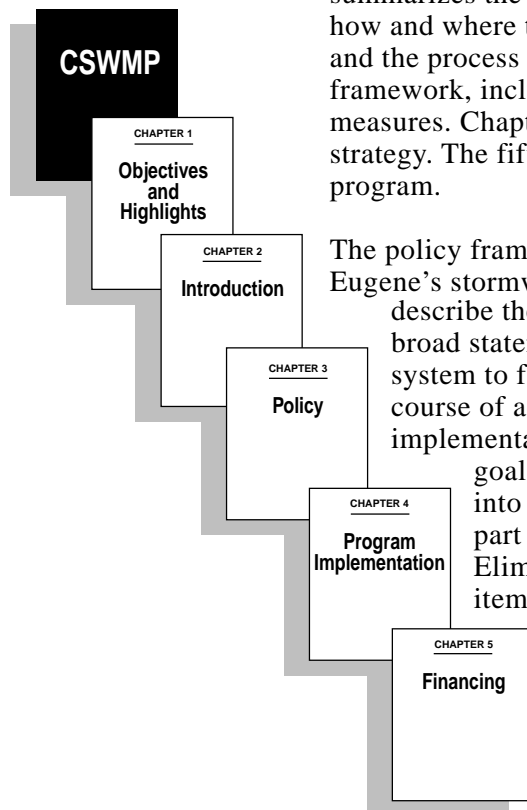 CSWMP
CHAPTER 1
Objectives
and
Highlights
CHAPTER 2
Introduction
CHAPTER 3
Policy
CHAPTER 4
Program
Implementation
CHAPTER 5
Financing
summarizes the
how and where
and the process
framework, incl
measures. Chapt
strategy. The fif
program.
The policy fram
Eugene's stormw
describe the
broad state
system to f
course of a
implementa
goal
into
part
Elim
item